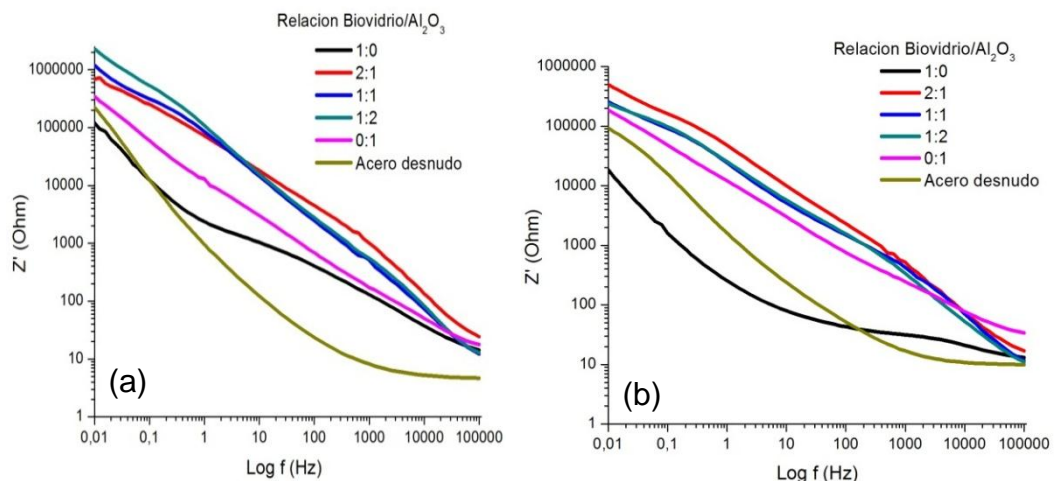 Relacion Biovidrio/Al₂O₃
1:0
2:1
1:1
1:2
0:1
Acero desnudo
1000000
100000
10000
1000
100
10
1
Z' (Ohm)
0,01 0,1 1 10 100 1000 10000 100000
Log f (Hz)
(a)
Relacion Biovidrio/Al₂O₃
1:0
2:1
1:1
1:2
0:1
Acero desnudo
1000000
100000
10000
1000
100
10
1
Z' (Ohm)
0,01 0,1 1 10 100 1000 10000 100000
Log f (Hz)
(b)